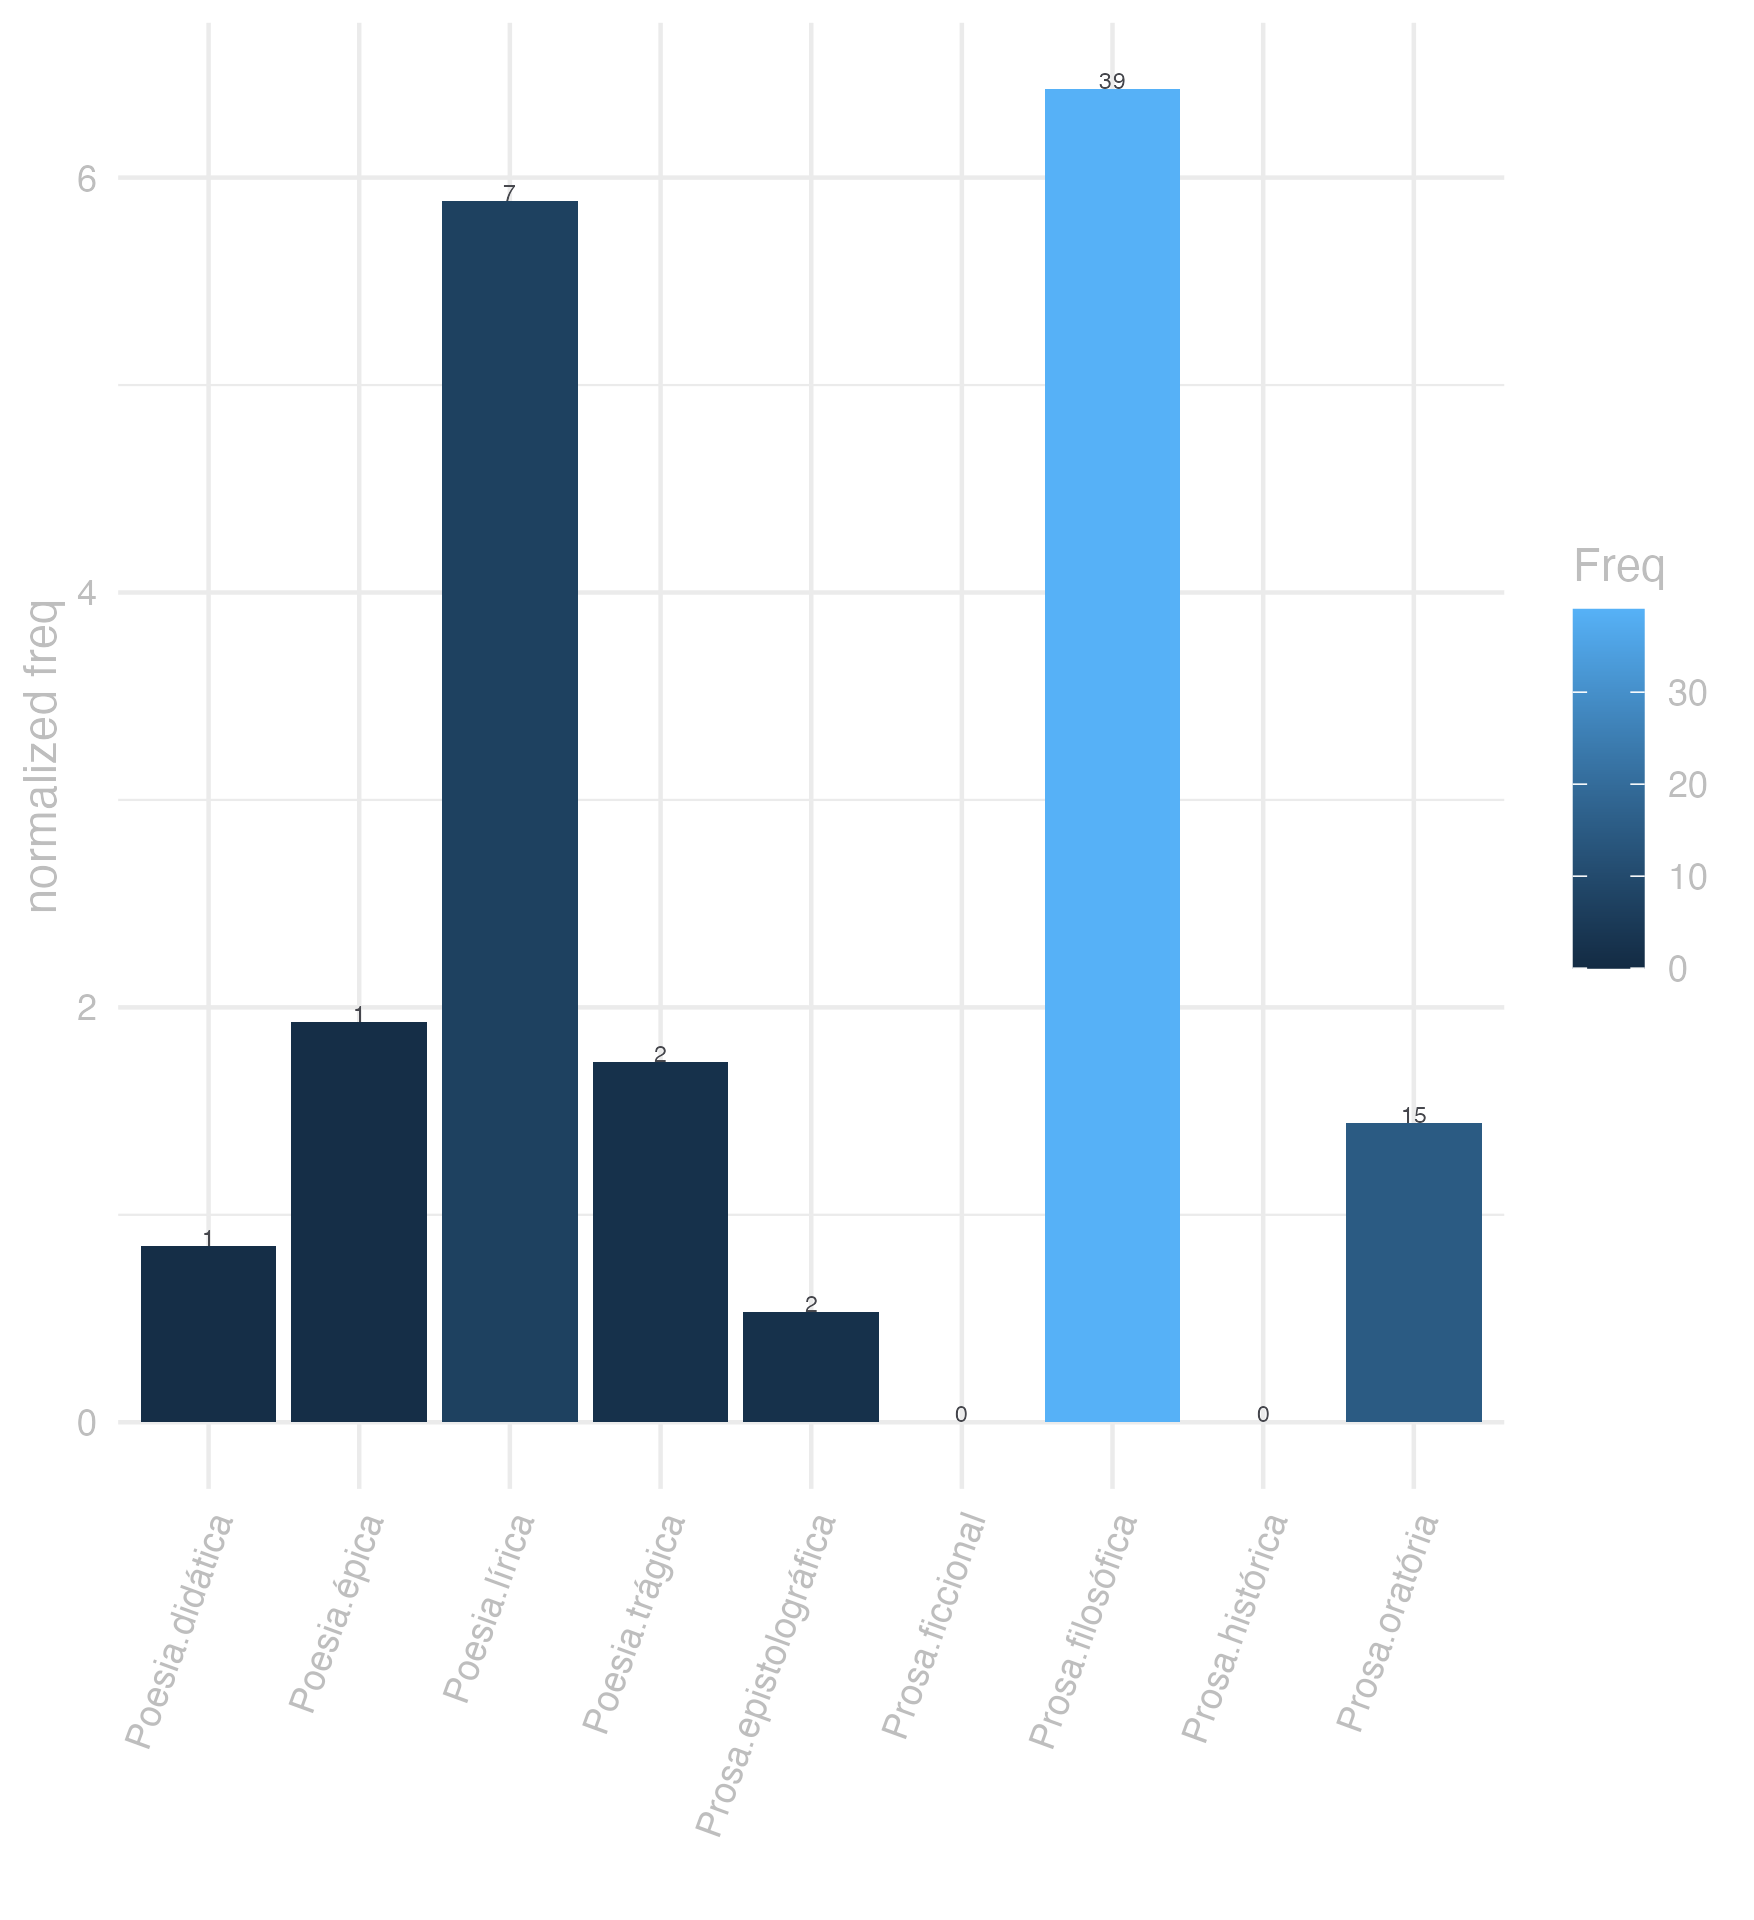 normalized freq
6
4
2
0
1
1
7
2
2
0
39
0
15
Poesia.didática
Poesia.épica
Poesia.lírica
Poesia.trágica
Prosa.epistolográfica
Prosa.ficcional
Prosa.filosófica
Prosa.histórica
Prosa.oratória
Freq
30
20
10
0